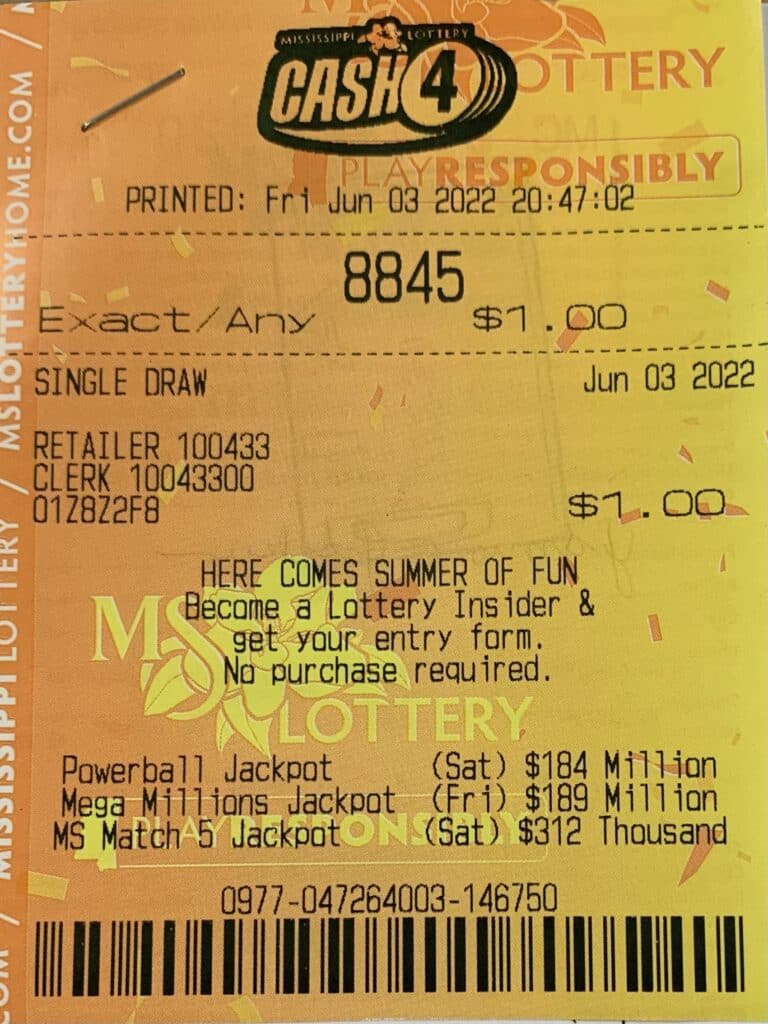 MISSISSIPPI LOTTERY
CASH 4
LOTTERY
PLAY RESPONSIBLY
PRINTED: Fri Jun 03 2022 20:47:02
8845
Exact/Any $1.00
SINGLE DRAW Jun 03 2022
RETAILER 100433
CLERK 10043300
01Z8Z2F8 $1.00
HERE COMES SUMMER OF FUN
Become a Lottery Insider &
get your entry form.
No purchase required.
MS
LOTTERY
Powerball Jackpot (Sat) $184 Million
Mega Millions Jackpot (Fri) $189 Million
MS Match 5 Jackpot (Sat) $312 Thousand
PLAY RESPONSIBLY
0977-047264003-146750
.COM / MISSISSIPPI LOTTERY / MSLOTTERYHOME.COM /